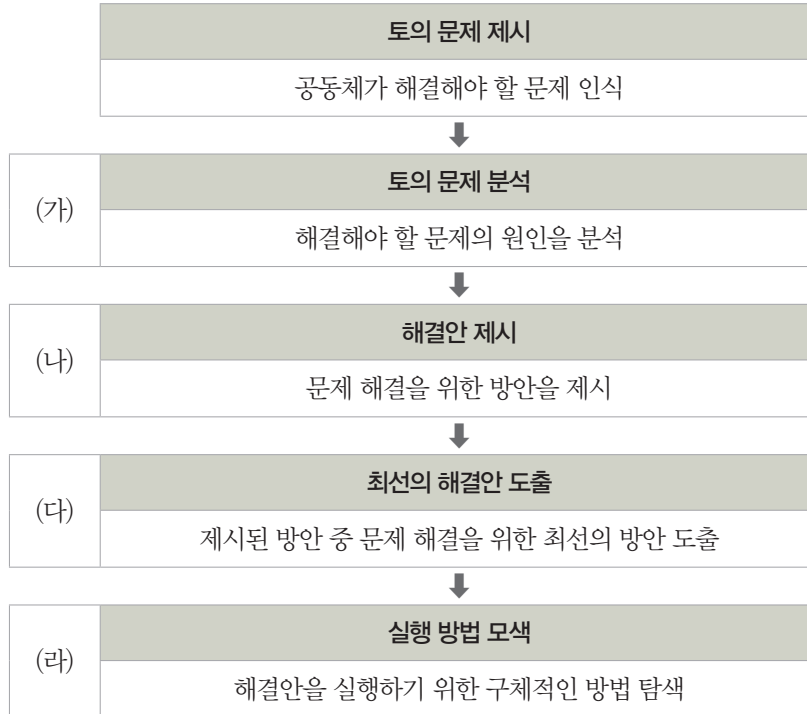 토의 문제 제시
공동체가 해결해야 할 문제 인식
(가)
토의 문제 분석
해결해야 할 문제의 원인을 분석
(나)
해결안 제시
문제 해결을 위한 방안을 제시
(다)
최선의 해결안 도출
제시된 방안 중 문제 해결을 위한 최선의 방안 도출
(라)
실행 방법 모색
해결안을 실행하기 위한 구체적인 방법 탐색